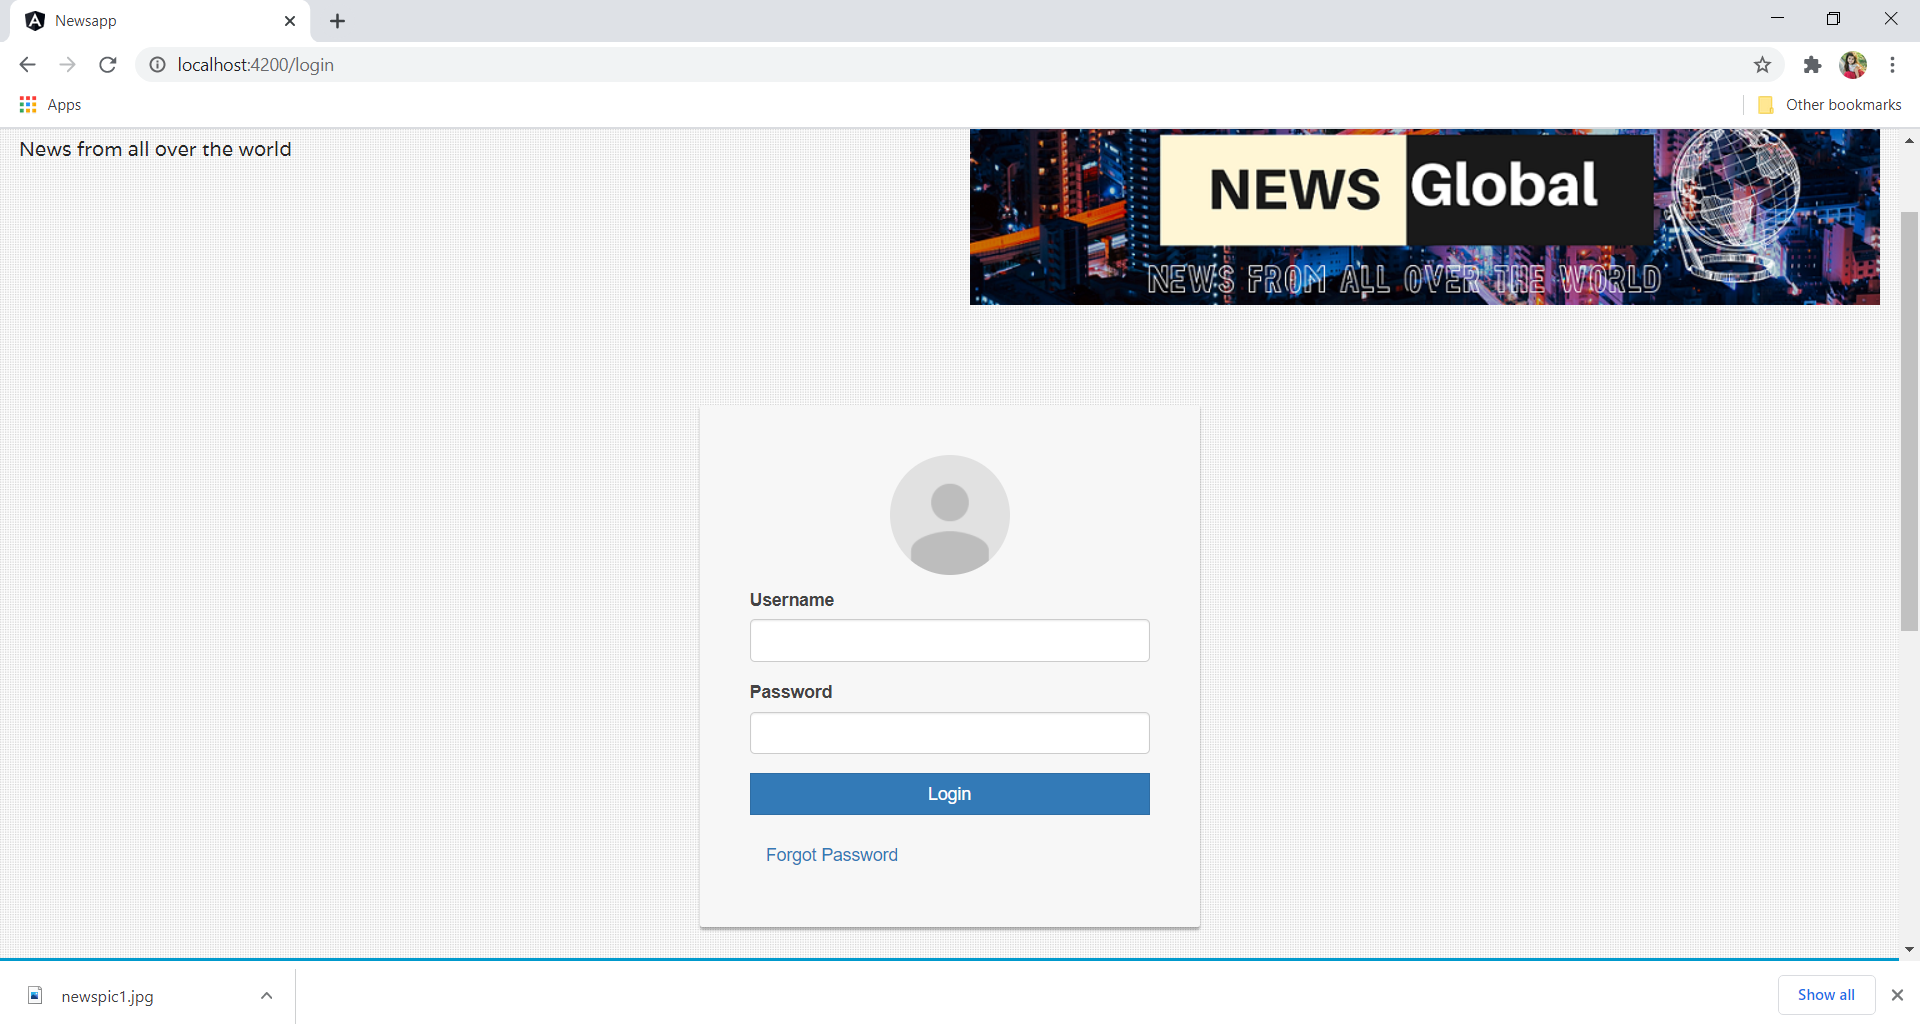 Newsapp
localhost:4200/login
Apps
Other bookmarks
News from all over the world
NEWS Global
NEWS FROM ALL OVER THE WORLD
Username
Password
Login
Forgot Password
newspic1.jpg
Show all